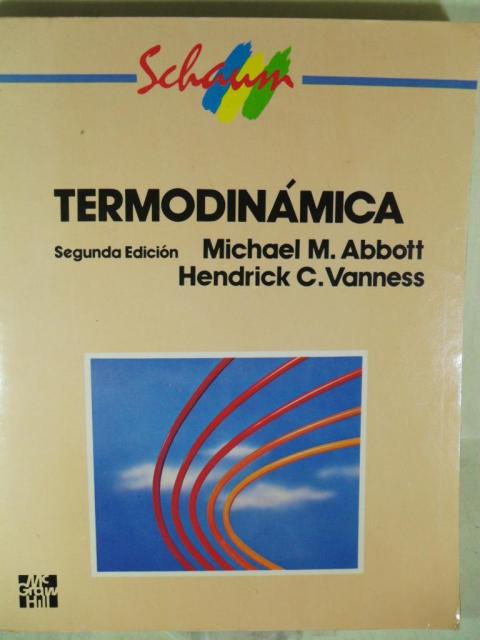 Schaum
TERMODINÁMICA
Segunda Edición Michael M. Abbott
Hendrick C. Vanness
Mc
Graw
Hill